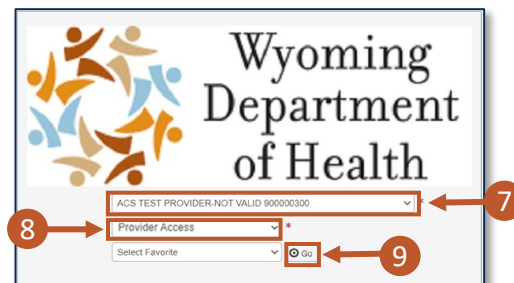 Wyoming
Department
of Health
ACS TEST PROVIDER-NOT VALID 900000300 *
7
8
Provider Access *
Select Favorite
Go
9